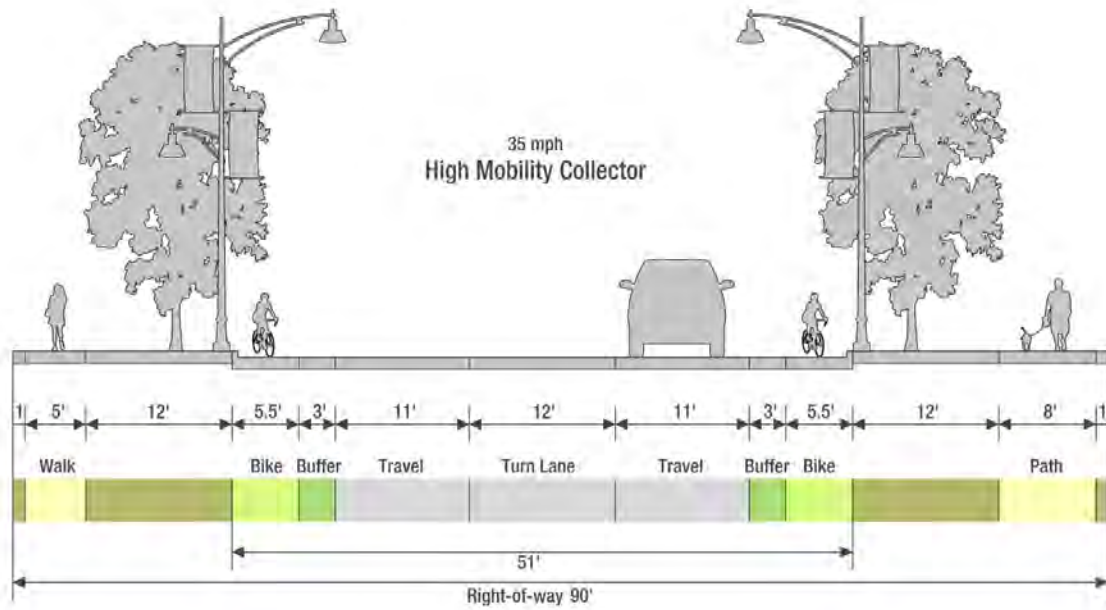 35 mph
High Mobility Collector
1 5' 12' 5.5' 3' 11' 12' 11' 3' 5.5' 12' 8' 1
Walk Bike Buffer Travel Turn Lane Travel Buffer Bike Path
51'
Right-of-way 90'